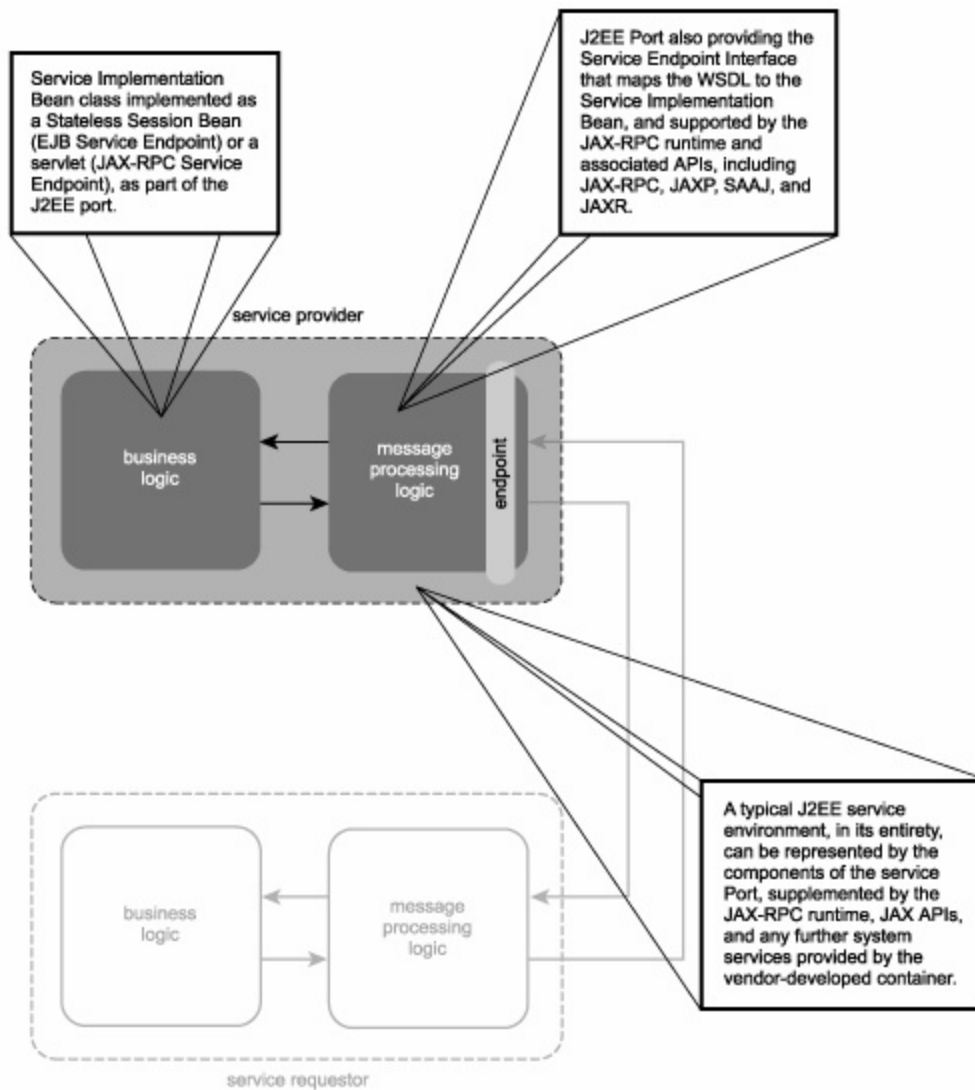 Service Implementation
Bean class implemented as
a Stateless Session Bean
(EJB Service Endpoint) or a
servlet (JAX-RPC Service
Endpoint), as part of the
J2EE port.
J2EE Port also providing the
Service Endpoint Interface
that maps the WSDL to the
Service Implementation
Bean, and supported by the
JAX-RPC runtime and
associated APIs, including
JAX-RPC, JAXP, SAAJ, and
JAXR.
service provider
business
logic
message
processing
logic
endpoint
A typical J2EE service
environment, in its entirety,
can be represented by the
components of the service
Port, supplemented by the
JAX-RPC runtime, JAX APIs,
and any further system
services provided by the
vendor-developed container.
business
logic
message
processing
logic
service requestor